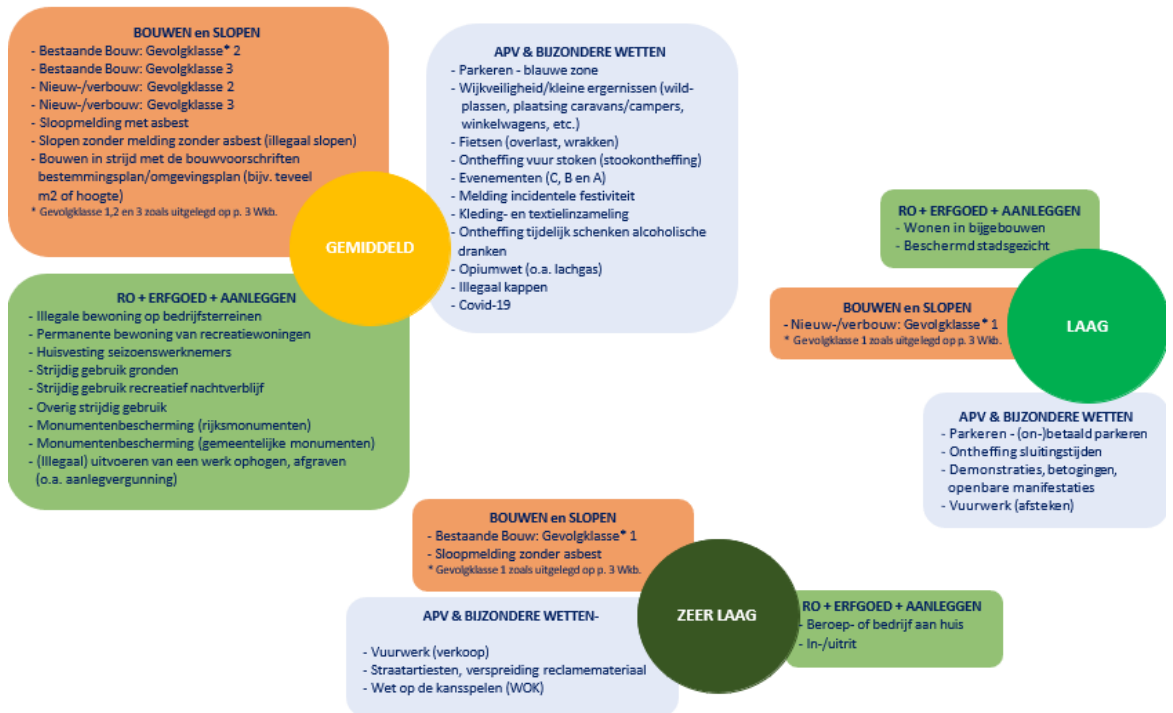 BOUWEN en SLOPEN
- Bestaande Bouw: Gevolgklasse* 2
- Bestaande Bouw: Gevolgklasse 3
- Nieuw-/verbouw: Gevolgklasse 2
- Nieuw-/verbouw: Gevolgklasse 3
- Sloopmelding met asbest
- Slopen zonder melding zonder asbest (illegaal slopen)
- Bouwen in strijd met de bouwvoorschriften
bestemmingsplan/omgevingsplan (bijv. teveel
m2 of hoogte)
* Gevolgklasse 1,2 en 3 zoals uitgelegd op p. 3 Wkb.
GEMIDDELD
APV & BIJZONDERE WETTEN
- Parkeren - blauwe zone
- Wijkveiligheid/kleine ergernissen (wild-
plassen, plaatsing caravans/campers,
winkelwagens, etc.)
- Fietsen (overlast, wrakken)
- Ontheffing vuur stoken (stookontheffing)
- Evenementen (C, B en A)
- Melding incidentele festiviteit
- Kleding- en textielinzameling
- Ontheffing tijdelijk schenken alcoholische
dranken
- Opiumwet (o.a. lachgas)
- Illegaal kappen
- Covid-19
RO + ERFGOED + AANLEGGEN
- Illegale bewoning op bedrijfsterreinen
- Permanente bewoning van recreatiewoningen
- Huisvesting seizoenswerknemers
- Strijdig gebruik gronden
- Strijdig gebruik recreatief nachtverblijf
- Overig strijdig gebruik
- Monumentenbescherming (rijksmonumenten)
- Monumentenbescherming (gemeentelijke monumenten)
- (Illegaal) uitvoeren van een werk ophogen, afgraven
(o.a. aanlegvergunning)
RO + ERFGOED + AANLEGGEN
- Wonen in bijgebouwen
- Beschermd stadsgezicht
BOUWEN en SLOPEN
- Nieuw-/verbouw: Gevolgklasse* 1
* Gevolgklasse 1 zoals uitgelegd op p. 3 Wkb.
LAAG
APV & BIJZONDERE WETTEN
- Parkeren - (on-)betaald parkeren
- Ontheffing sluitingstijden
- Demonstraties, betogingen,
openbare manifestaties
- Vuurwerk (afsteken)
BOUWEN en SLOPEN
- Bestaande Bouw: Gevolgklasse* 1
- Sloopmelding zonder asbest
* Gevolgklasse 1 zoals uitgelegd op p. 3 Wkb.
ZEER LAAG
APV & BIJZONDERE WETTEN-
- Vuurwerk (verkoop)
- Straatartiesten, verspreiding reclamemateriaal
- Wet op de kansspelen (WOK)
RO + ERFGOED + AANLEGGEN
- Beroep- of bedrijf aan huis
- In-/uitrit